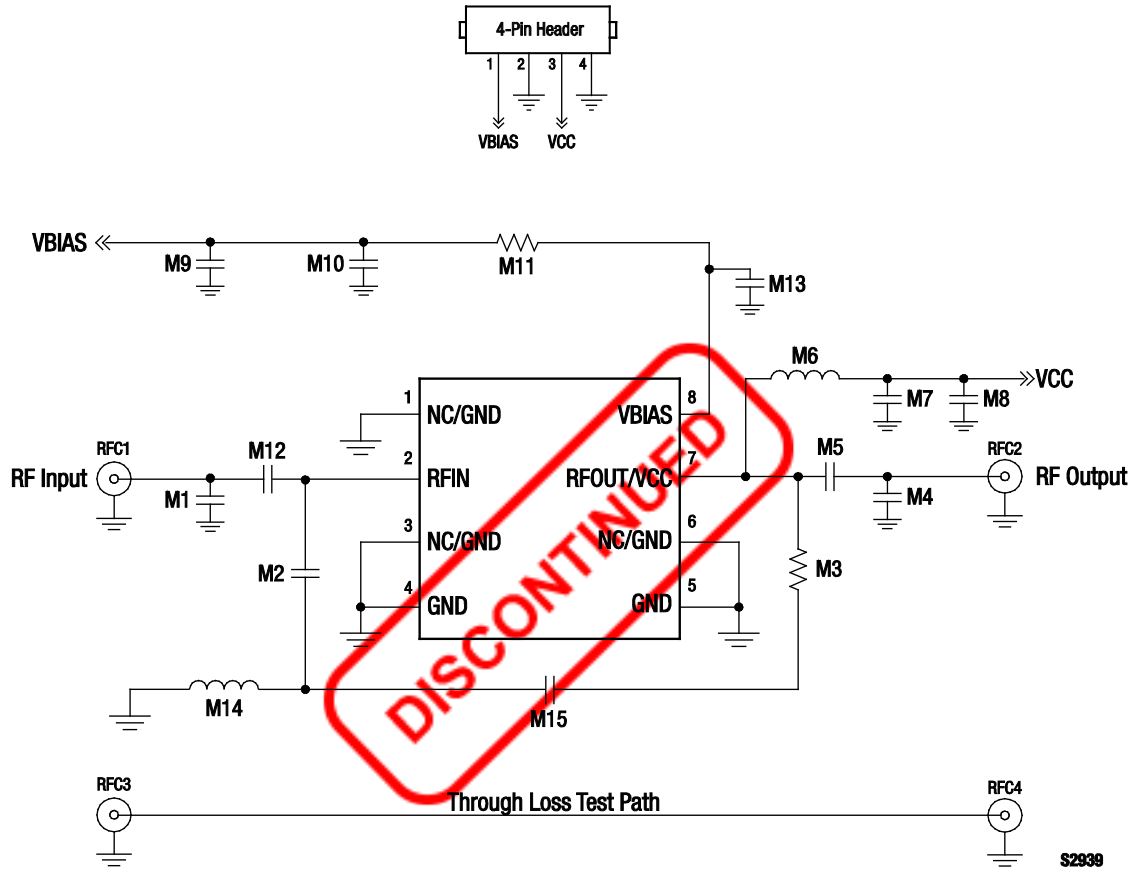 4-Pin Header
1 2 3 4
VBIAS VCC
VBIAS
M9 M10 M11
M13
M6
VCC
M7 M8
1 NC/GND VBIAS 8
RFC1 M12 M5 RFC2
RF Input 2 RFIN RFOUT/VCC 7 RF Output
M1 M4
3 NC/GND NC/GND 6
M2 M3
4 GND GND 5
DISCONTINUED
M14 M15
RFC3 RFC4
Through Loss Test Path
S2939